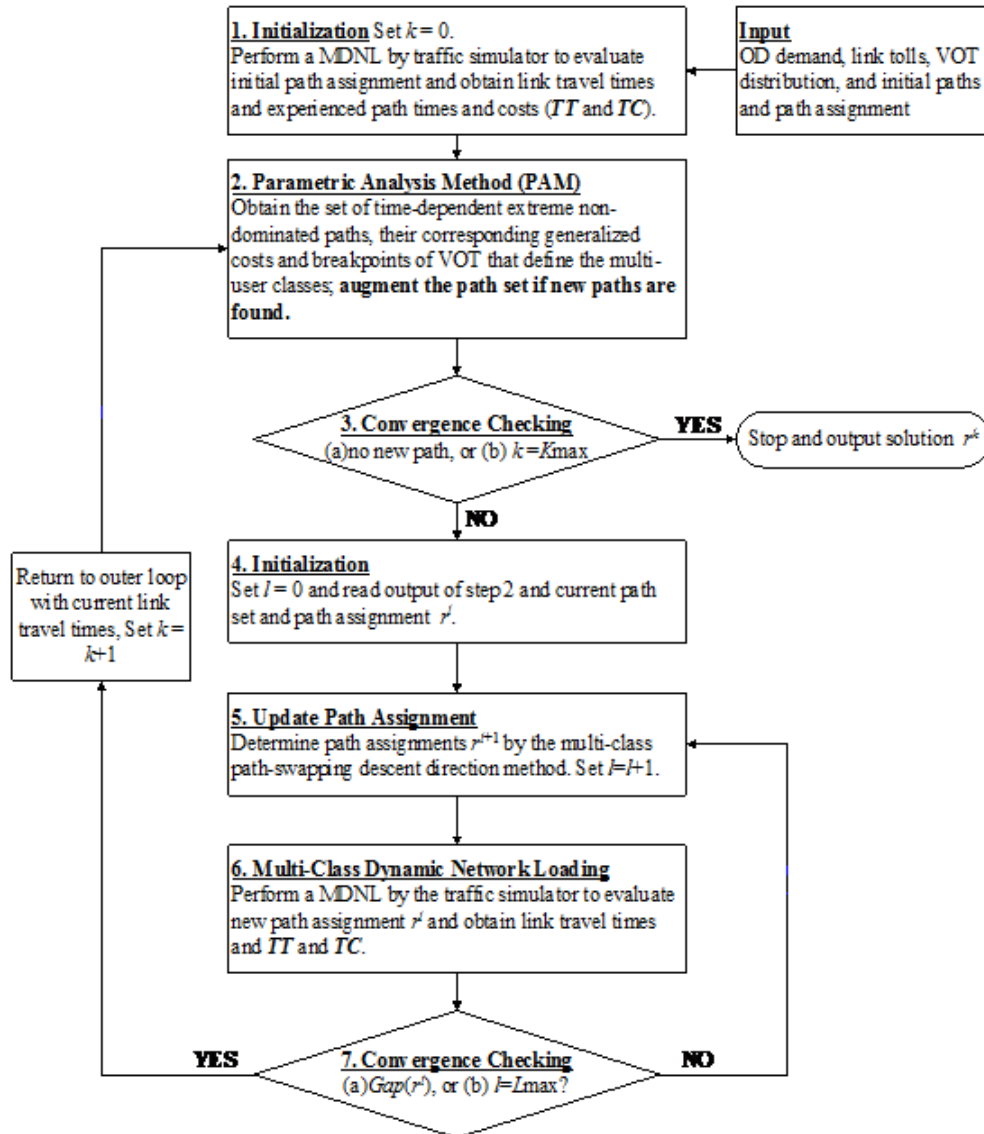 1. Initialization Set k = 0.
Perform a MDNL by traffic simulator to evaluate
initial path assignment and obtain link travel times
and experienced path times and costs (TT and TC).
Input
OD demand, link tolls, VOT
distribution, and initial paths
and path assignment
2. Parametric Analysis Method (PAM)
Obtain the set of time-dependent extreme non-
dominated paths, their corresponding generalized
costs and breakpoints of VOT that define the multi-
user classes; augment the path set if new paths are
found.
3. Convergence Checking
(a)no new path, or (b) k =Kmax
YES
Stop and output solution r^k
NO
4. Initialization
Set l = 0 and read output of step 2 and current path
set and path assignment r^l.
Return to outer loop
with current link
travel times, Set k =
k+1
5. Update Path Assignment
Determine path assignments r^l+1 by the multi-class
path-swapping descent direction method. Set l=l+1.
6. Multi-Class Dynamic Network Loading
Perform a MDNL by the traffic simulator to evaluate
new path assignment r^l and obtain link travel times
and TT and TC.
YES
7. Convergence Checking
(a)Gap(r^l), or (b) l=Lmax?
NO